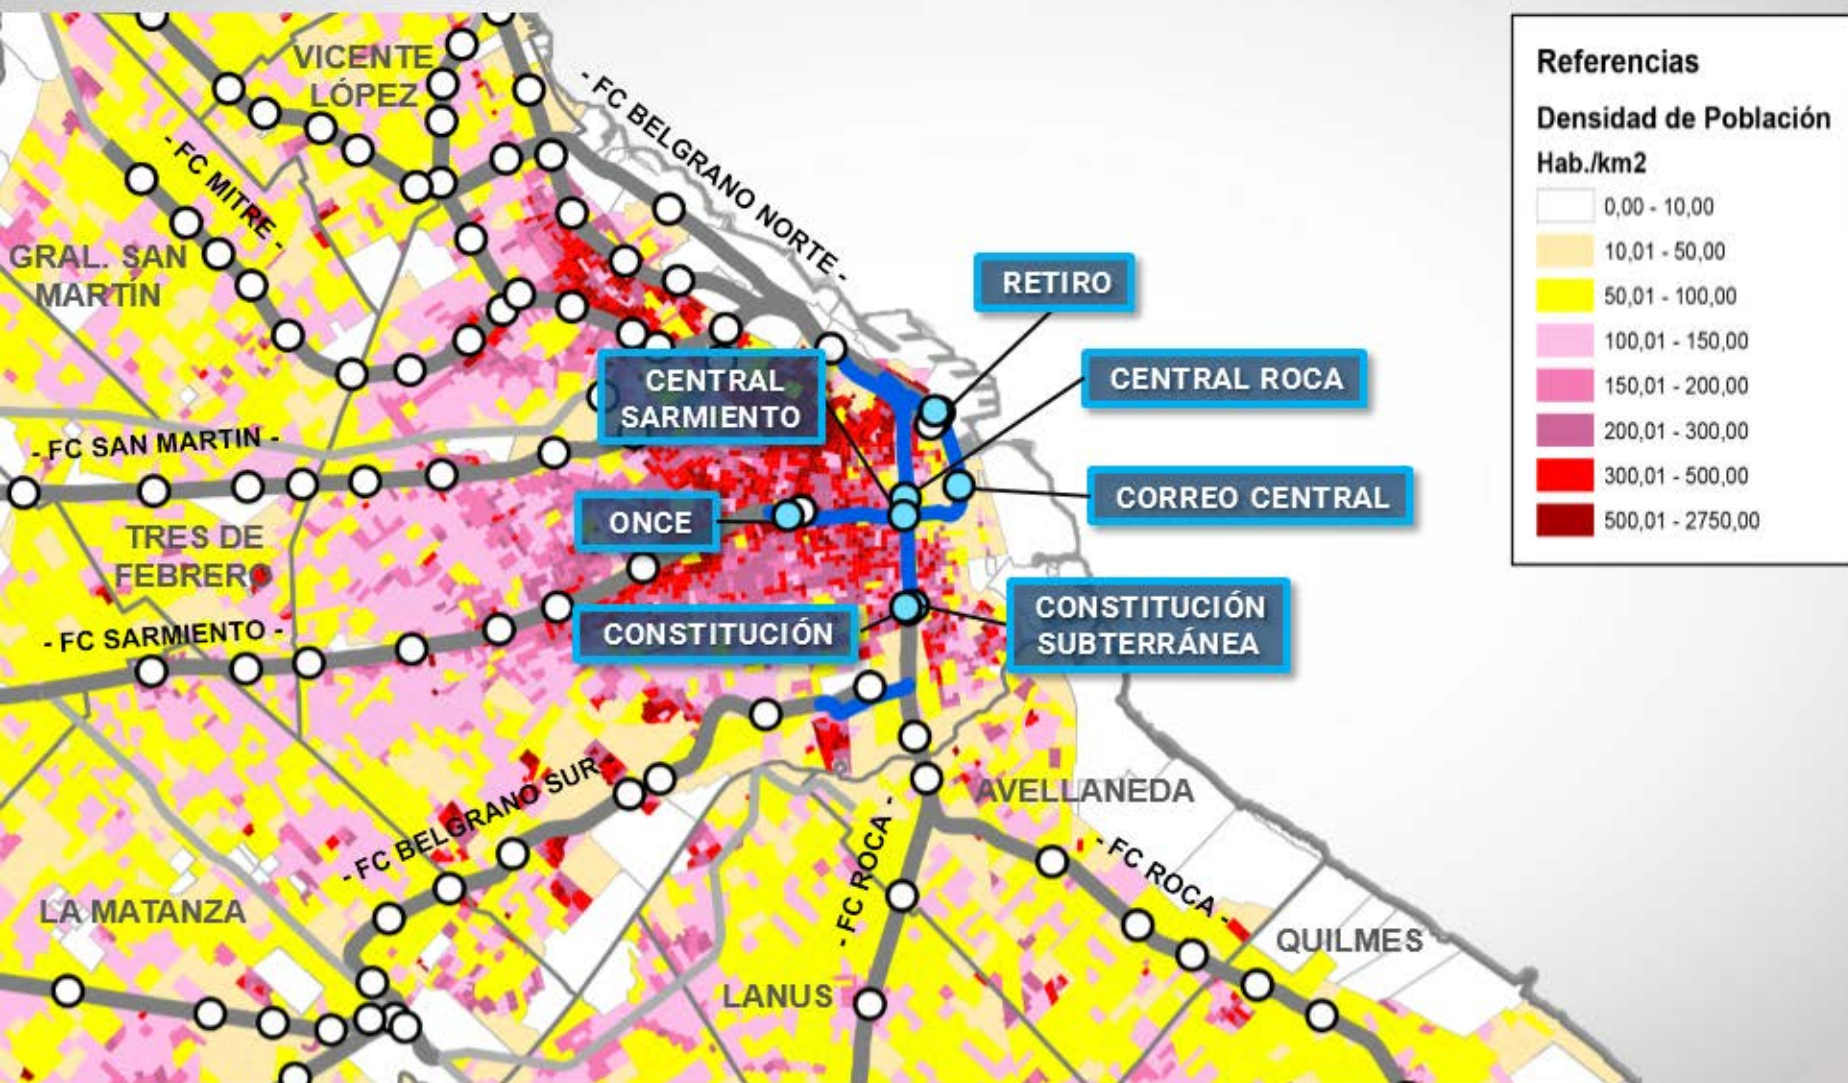 VICENTE
LÓPEZ
- FC BELGRANO NORTE -
- FC MITRE -
GRAL. SAN
MARTÍN
RETIRO
CENTRAL
SARMIENTO
CENTRAL ROCA
- FC SAN MARTIN -
CORREO CENTRAL
ONCE
TRES DE
FEBRERO
- FC SARMIENTO -
CONSTITUCIÓN
CONSTITUCIÓN
SUBTERRÁNEA
- FC BELGRANO SUR -
AVELLANEDA
- FC ROCA -
- FC ROCA -
LA MATANZA
QUILMES
LANUS
Referencias
Densidad de Población
Hab./km2
0,00 - 10,00
10,01 - 50,00
50,01 - 100,00
100,01 - 150,00
150,01 - 200,00
200,01 - 300,00
300,01 - 500,00
500,01 - 2750,00